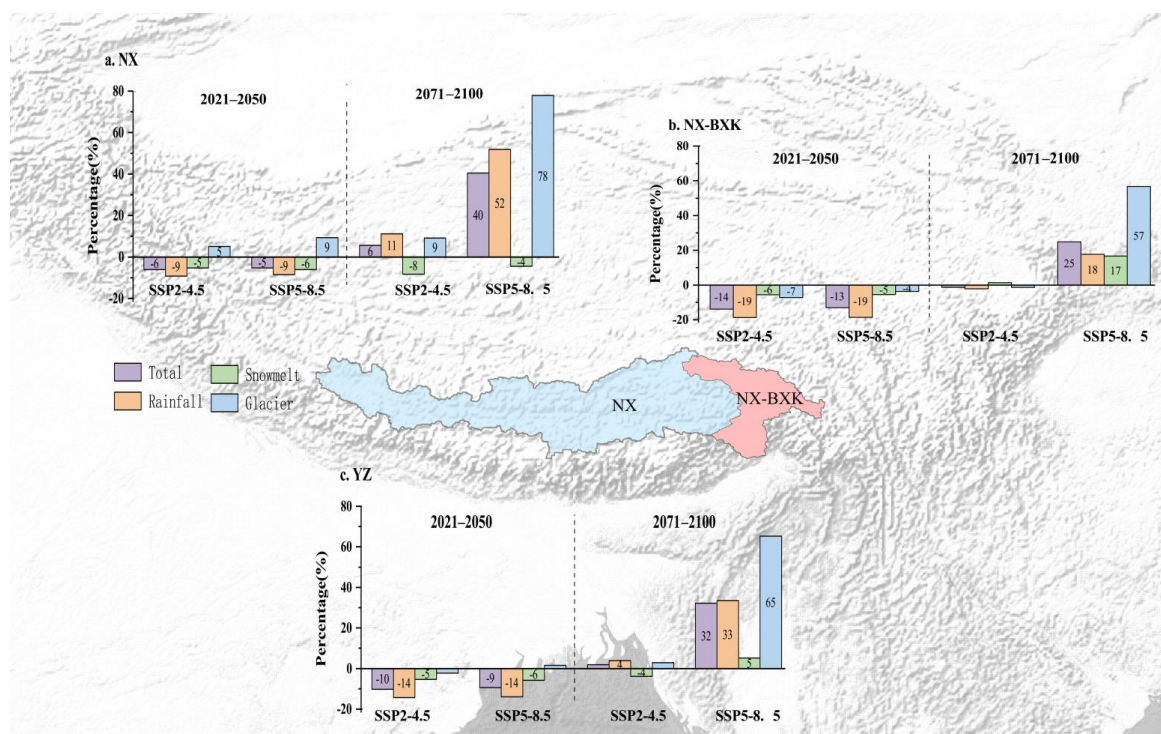 a. NX
2021–2050
2071–2100
Percentage(%)
80
60
40
20
0
-20
-6
-9
-5
5
-5
-9
-6
9
6
11
-8
9
40
52
-4
78
SSP2-4.5
SSP5-8.5
SSP2-4.5
SSP5-8. 5
b. NX-BXK
2021–2050
2071–2100
Percentage(%)
80
60
40
20
0
-20
-14
-19
-6
-7
-13
-19
-5
-4
25
18
17
57
SSP2-4.5
SSP5-8.5
SSP2-4.5
SSP5-8. 5
Total
Snowmelt
Rainfall
Glacier
NX
NX-BXK
c. YZ
2021–2050
2071–2100
Percentage(%)
80
60
40
20
0
-20
-10
-14
-5
-9
-14
-6
4
-4
32
33
5
65
SSP2-4.5
SSP5-8.5
SSP2-4.5
SSP5-8. 5